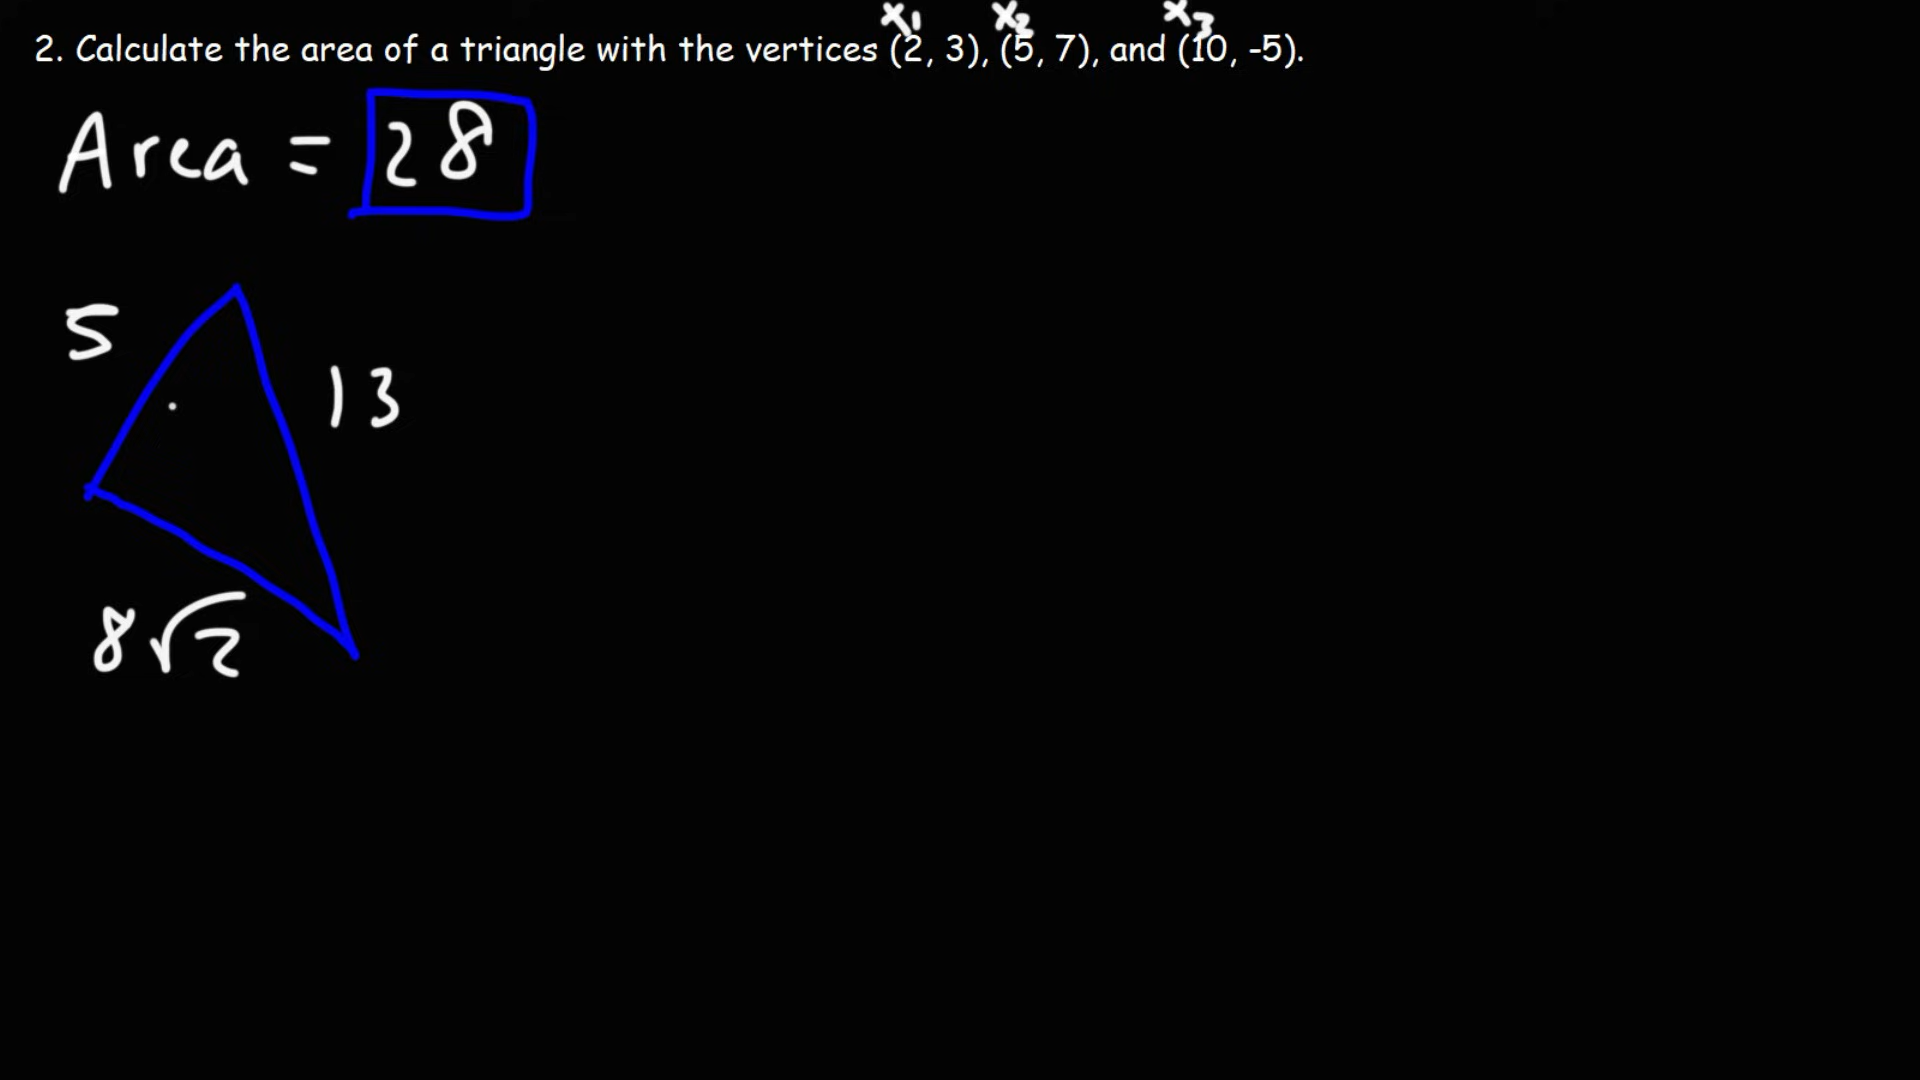 x1 x2 x3
2. Calculate the area of a triangle with the vertices (2, 3), (5, 7), and (10, -5).
Area = 28
5
13
8√2